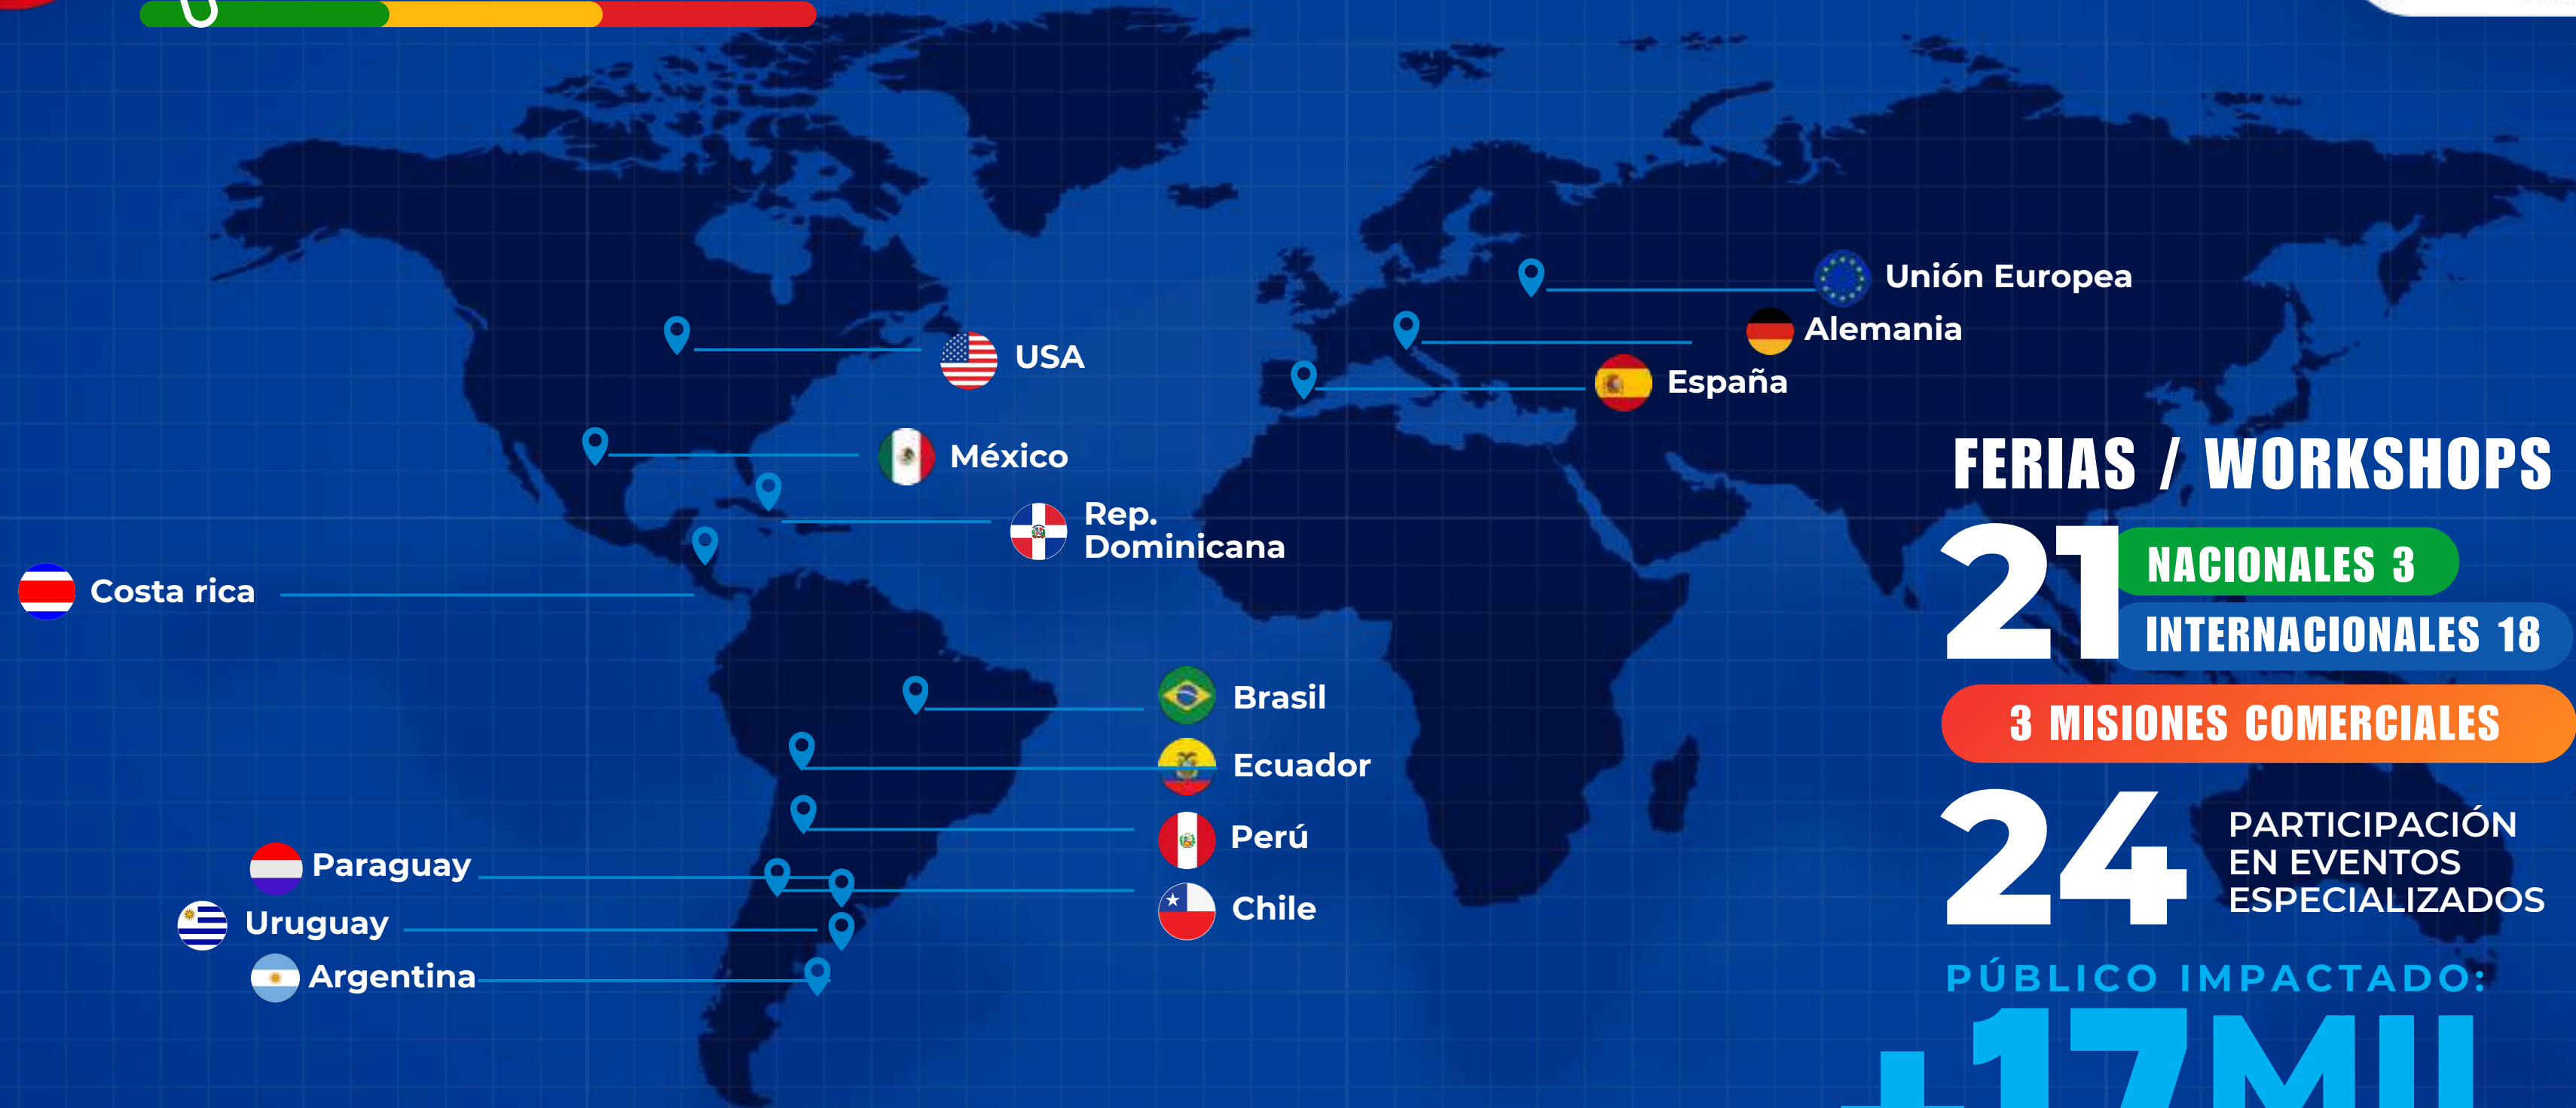 Unión Europea
Alemania
USA
España
México
FERIAS / WORKSHOPS
Rep.
Dominicana
21
NACIONALES 3
Costa rica
INTERNACIONALES 18
Brasil
3 MISIONES COMERCIALES
Ecuador
24
PARTICIPACIÓN
EN EVENTOS
ESPECIALIZADOS
Perú
Paraguay
Chile
Uruguay
Argentina
PÚBLICO IMPACTADO:
+17MIL